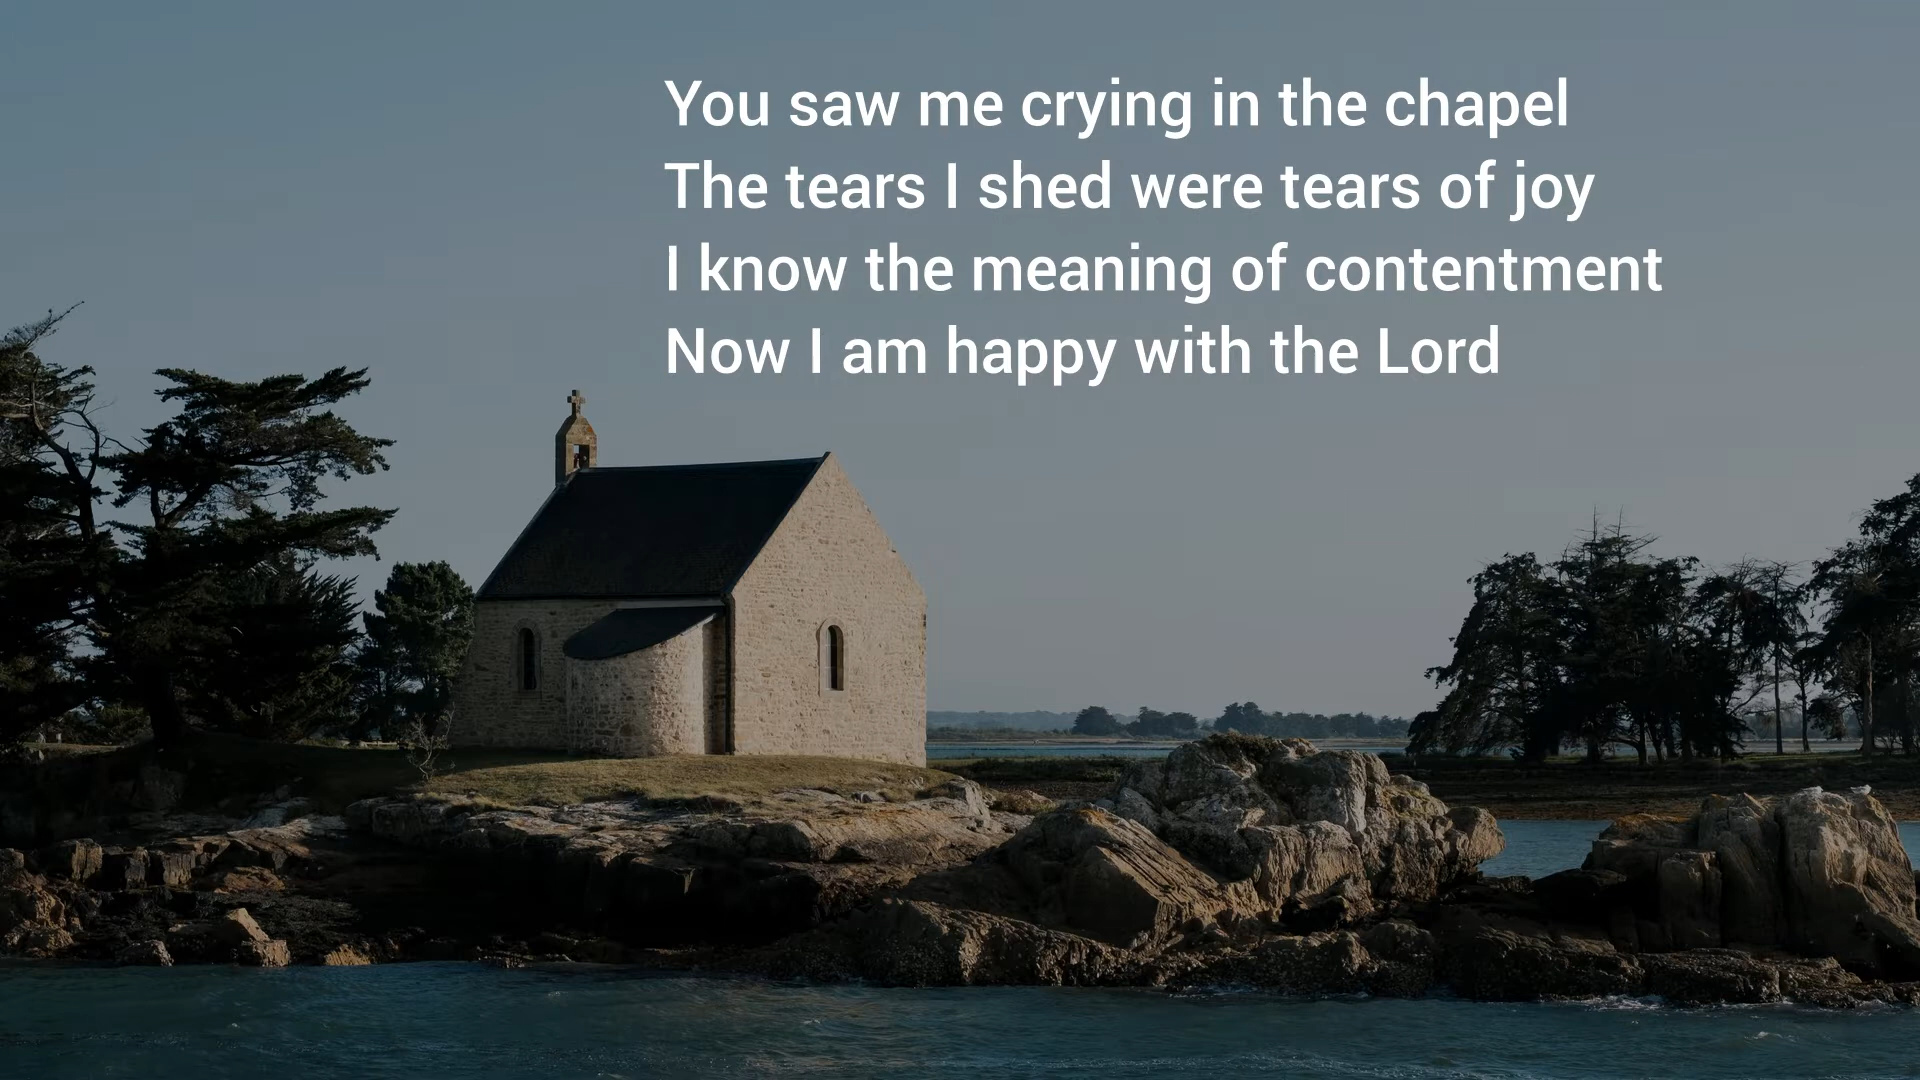 You saw me crying in the chapel
The tears I shed were tears of joy
I know the meaning of contentment
Now I am happy with the Lord